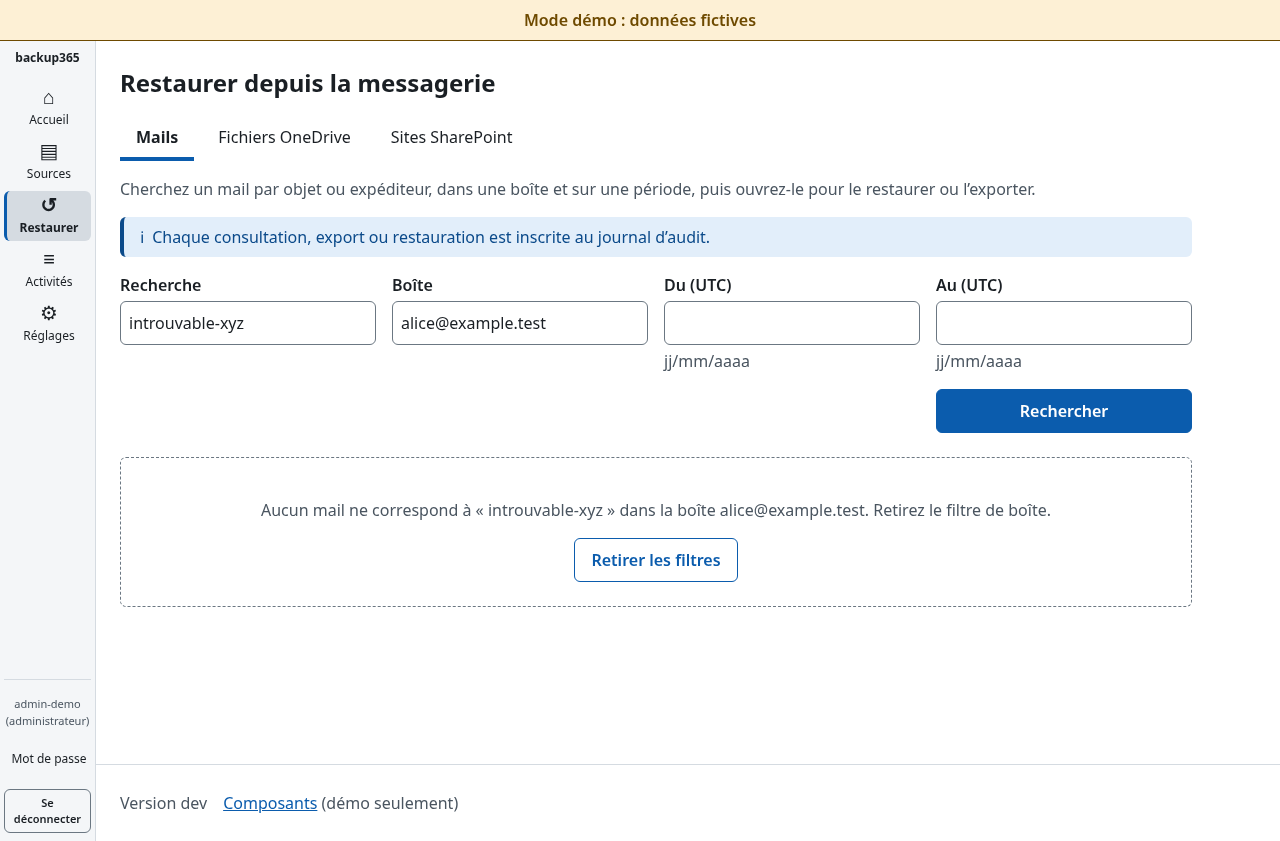 Mode démo : données fictives
backup365
Accueil
Sources
Restaurer
Activités
Réglages
admin-demo
(administrateur)
Mot de passe
Se
déconnecter
Restaurer depuis la messagerie
Mails Fichiers OneDrive Sites SharePoint
Cherchez un mail par objet ou expéditeur, dans une boîte et sur une période, puis ouvrez-le pour le restaurer ou l’exporter.
i Chaque consultation, export ou restauration est inscrite au journal d’audit.
Recherche Boîte Du (UTC) Au (UTC)
introuvable-xyz alice@example.test
jj/mm/aaaa jj/mm/aaaa
Rechercher
Aucun mail ne correspond à « introuvable-xyz » dans la boîte alice@example.test. Retirez le filtre de boîte.
Retirer les filtres
Version dev Composants (démo seulement)